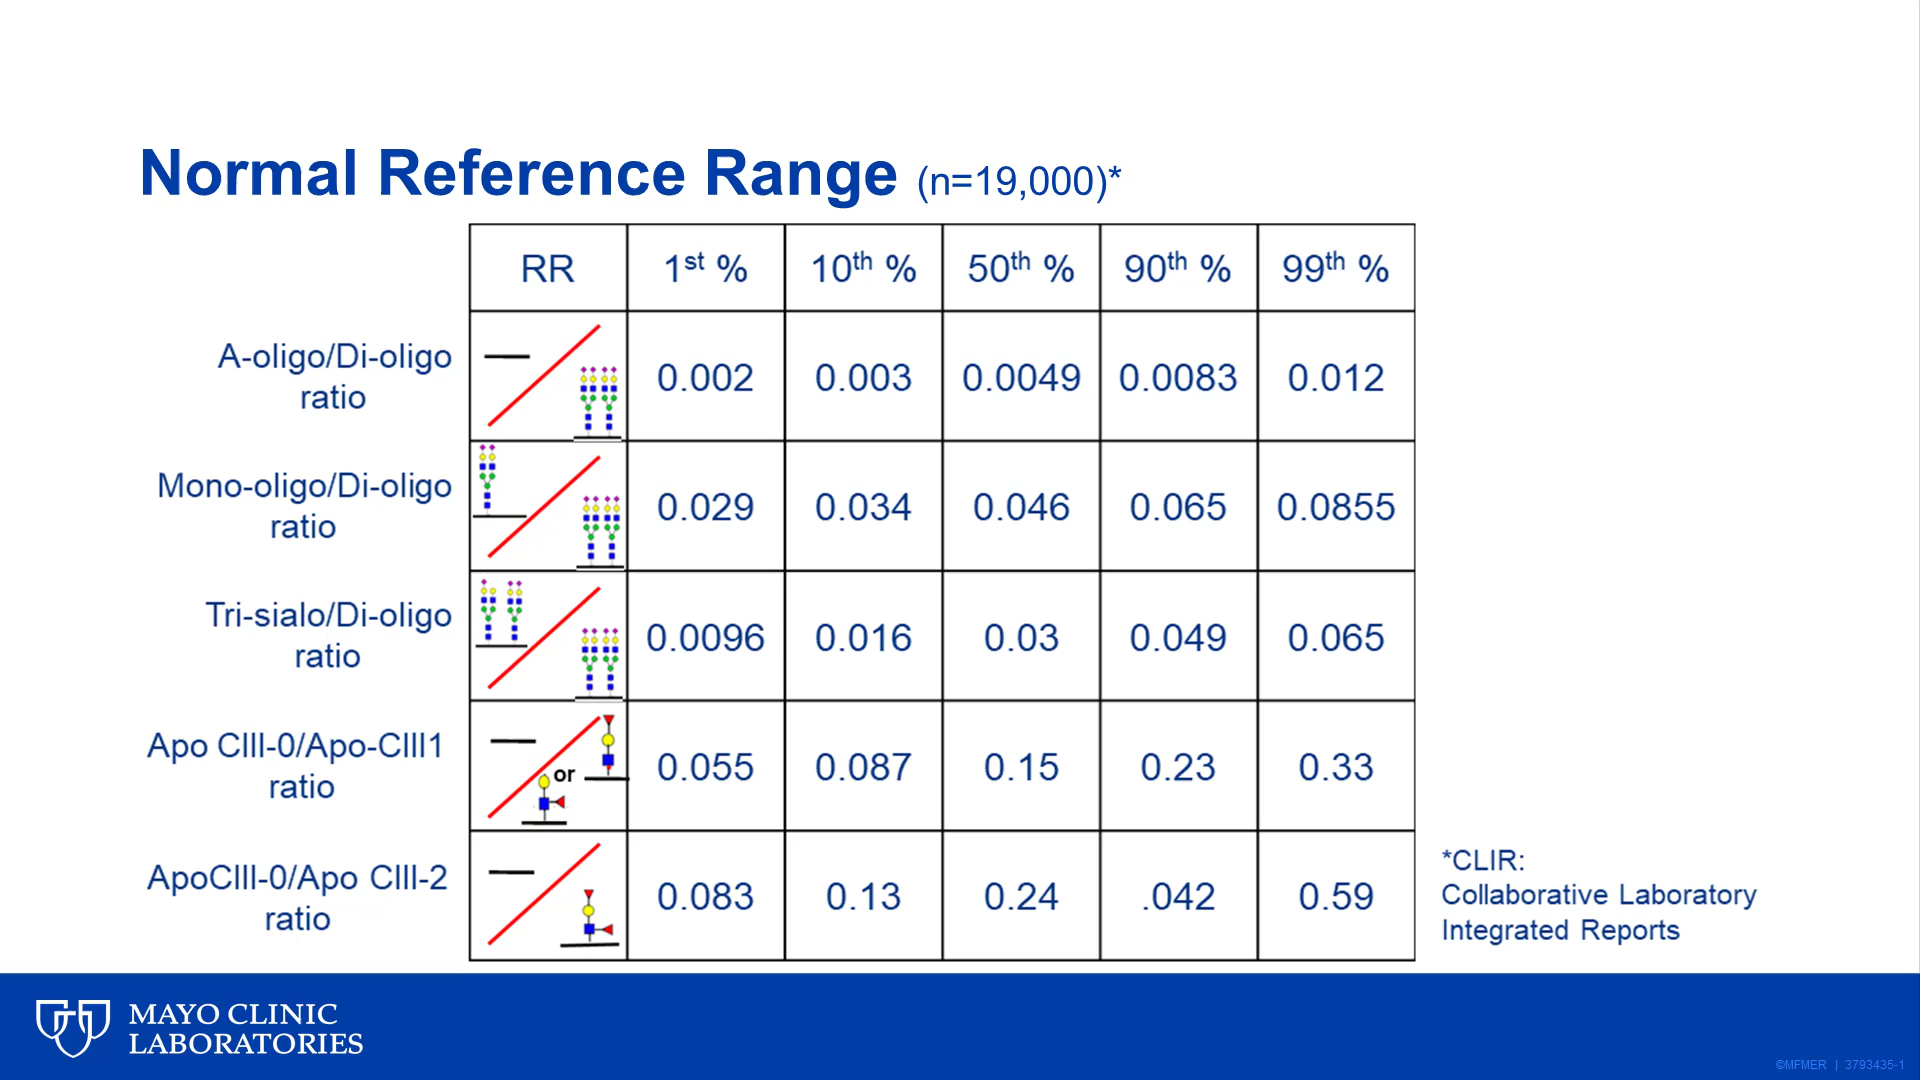 Normal Reference Range (n=19,000)*
RR 1st % 10th % 50th % 90th % 99th %
A-oligo/Di-oligo
ratio
0.002 0.003 0.0049 0.0083 0.012
Mono-oligo/Di-oligo
ratio
0.029 0.034 0.046 0.065 0.0855
Tri-sialo/Di-oligo
ratio
0.0096 0.016 0.03 0.049 0.065
Apo CIII-0/Apo-CIII1
ratio
or
0.055 0.087 0.15 0.23 0.33
ApoCIII-0/Apo CIII-2
ratio
0.083 0.13 0.24 .042 0.59
*CLIR:
Collaborative Laboratory
Integrated Reports
MAYO CLINIC
LABORATORIES
©MFMER | 3793435-1